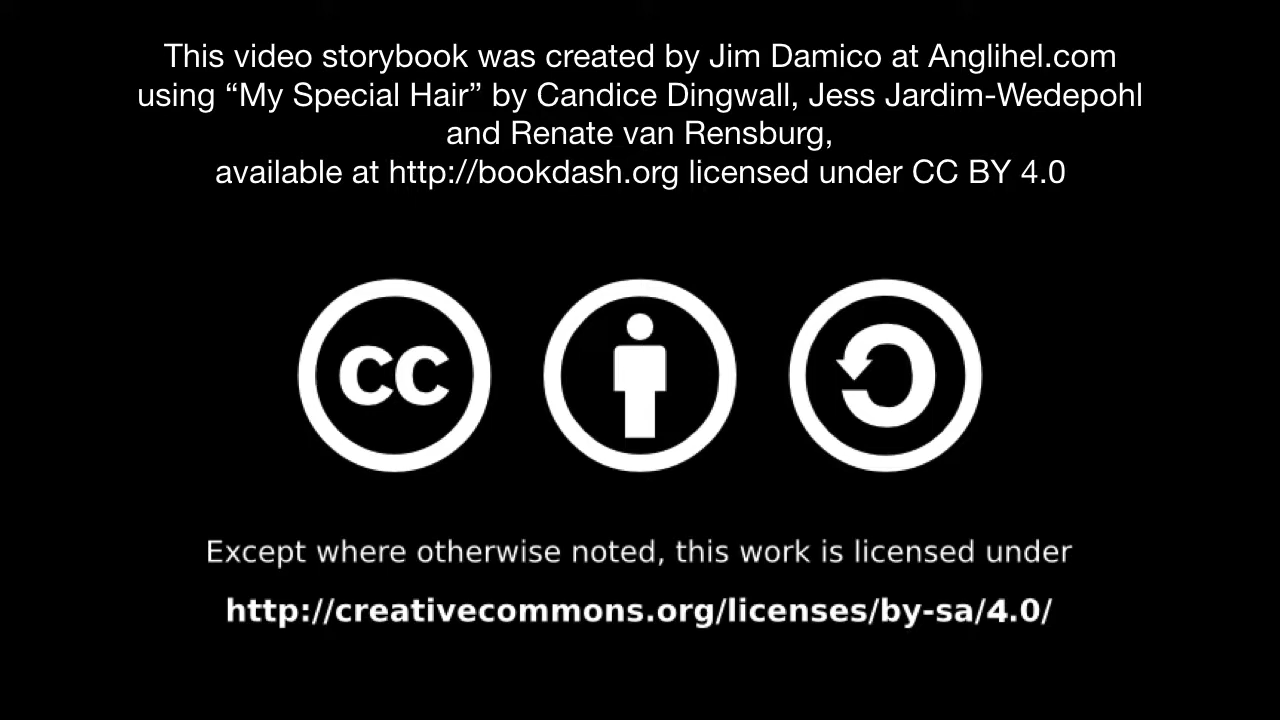 This video storybook was created by Jim Damico at Anglihel.com
using “My Special Hair” by Candice Dingwall, Jess Jardim-Wedepohl
and Renate van Rensburg,
available at http://bookdash.org licensed under CC BY 4.0
cc
Except where otherwise noted, this work is licensed under
http://creativecommons.org/licenses/by-sa/4.0/